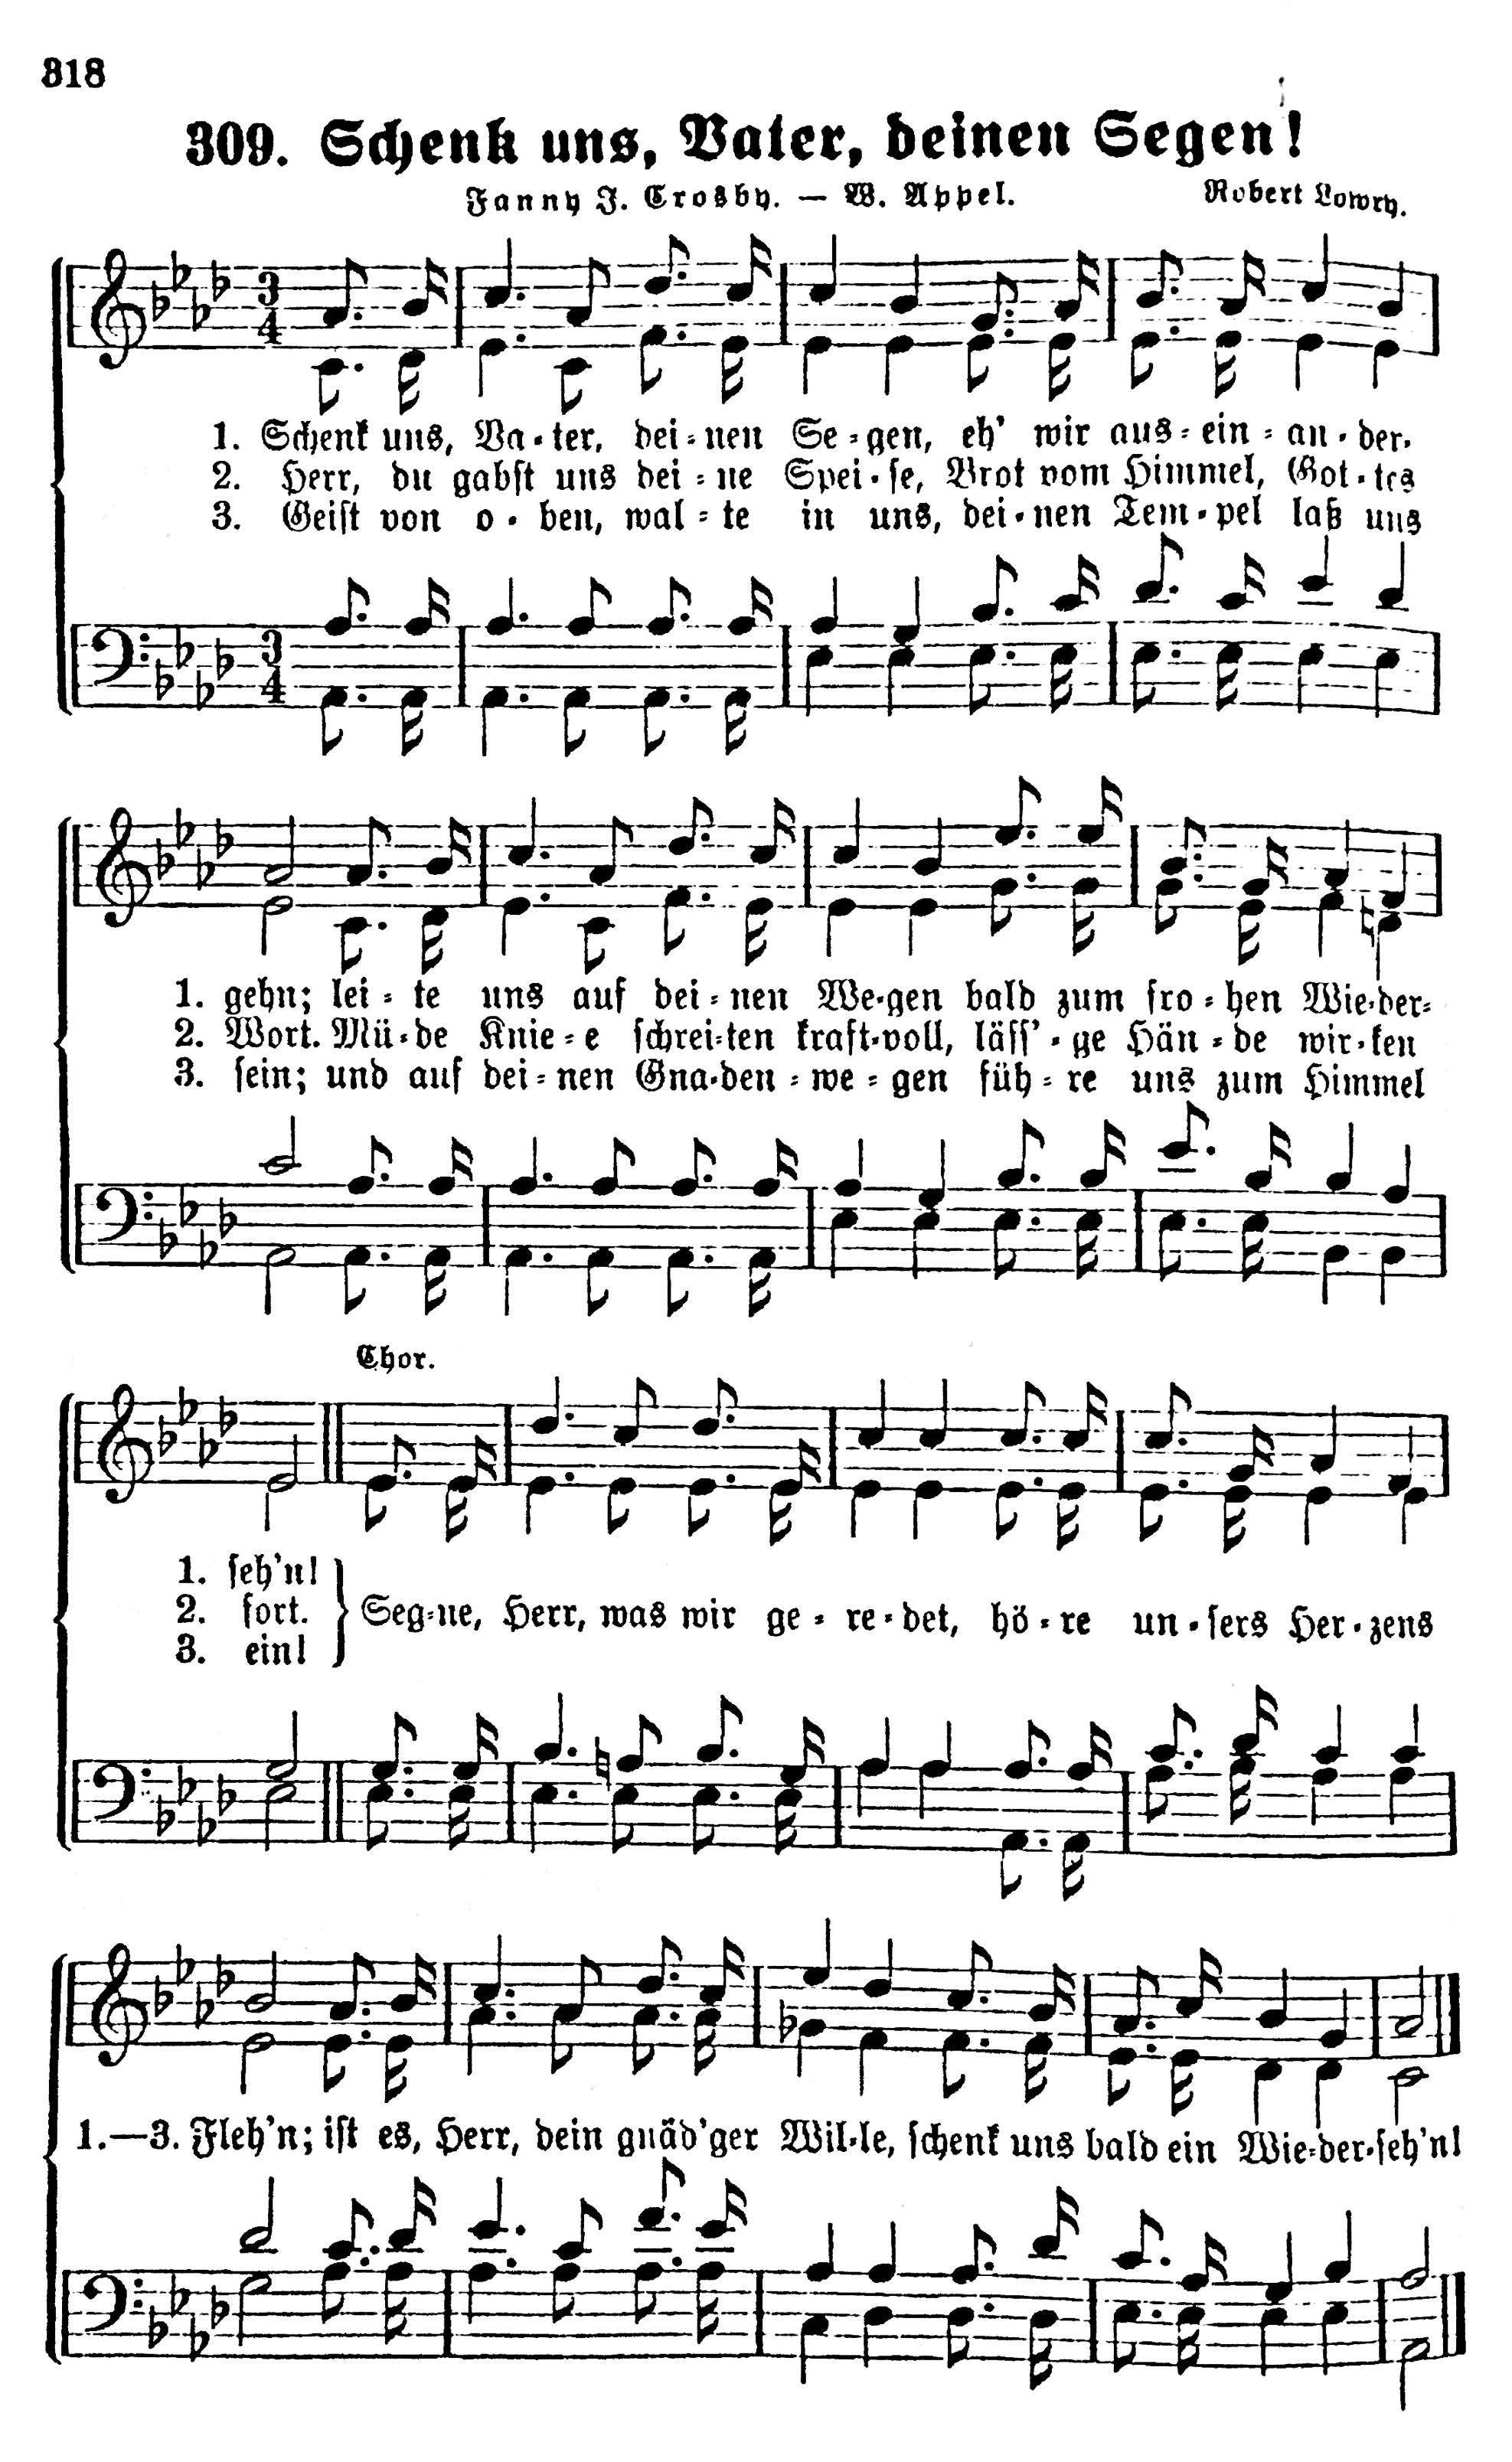 318
309. Schenk uns, Vater, deinen Segen!
Fanny J. Crosby. — W. Appel. Robert Lowry.
3
4
1. Schenk uns, Va-ter, dei-nen Se-gen, eh' wir aus-ein-an-der-
2. Herr, du gabst uns dei-ne Spei-se, Brot vom Himmel, Got-tes
3. Geist von o-ben, wal-te in uns, dei-nen Tem-pel laß uns
3
4
1. gehn; lei-te uns auf dei-nen We-gen bald zum fro-hen Wie-der-
2. Wort. Mü-de Knie-e schrei-ten kraft-voll, läss'-ge Hän-de wir-ken
3. sein; und auf dei-nen Gna-den-we-gen füh-re uns zum Himmel
Chor.
1. seh'n!
2. fort.
3. ein!
Seg-ne, Herr, was wir ge-re-det, hö-re un-sers Her-zens
1.—3. Fleh'n; ist es, Herr, dein gnäd'ger Wil-le, schenk uns bald ein Wie-der-seh'n!